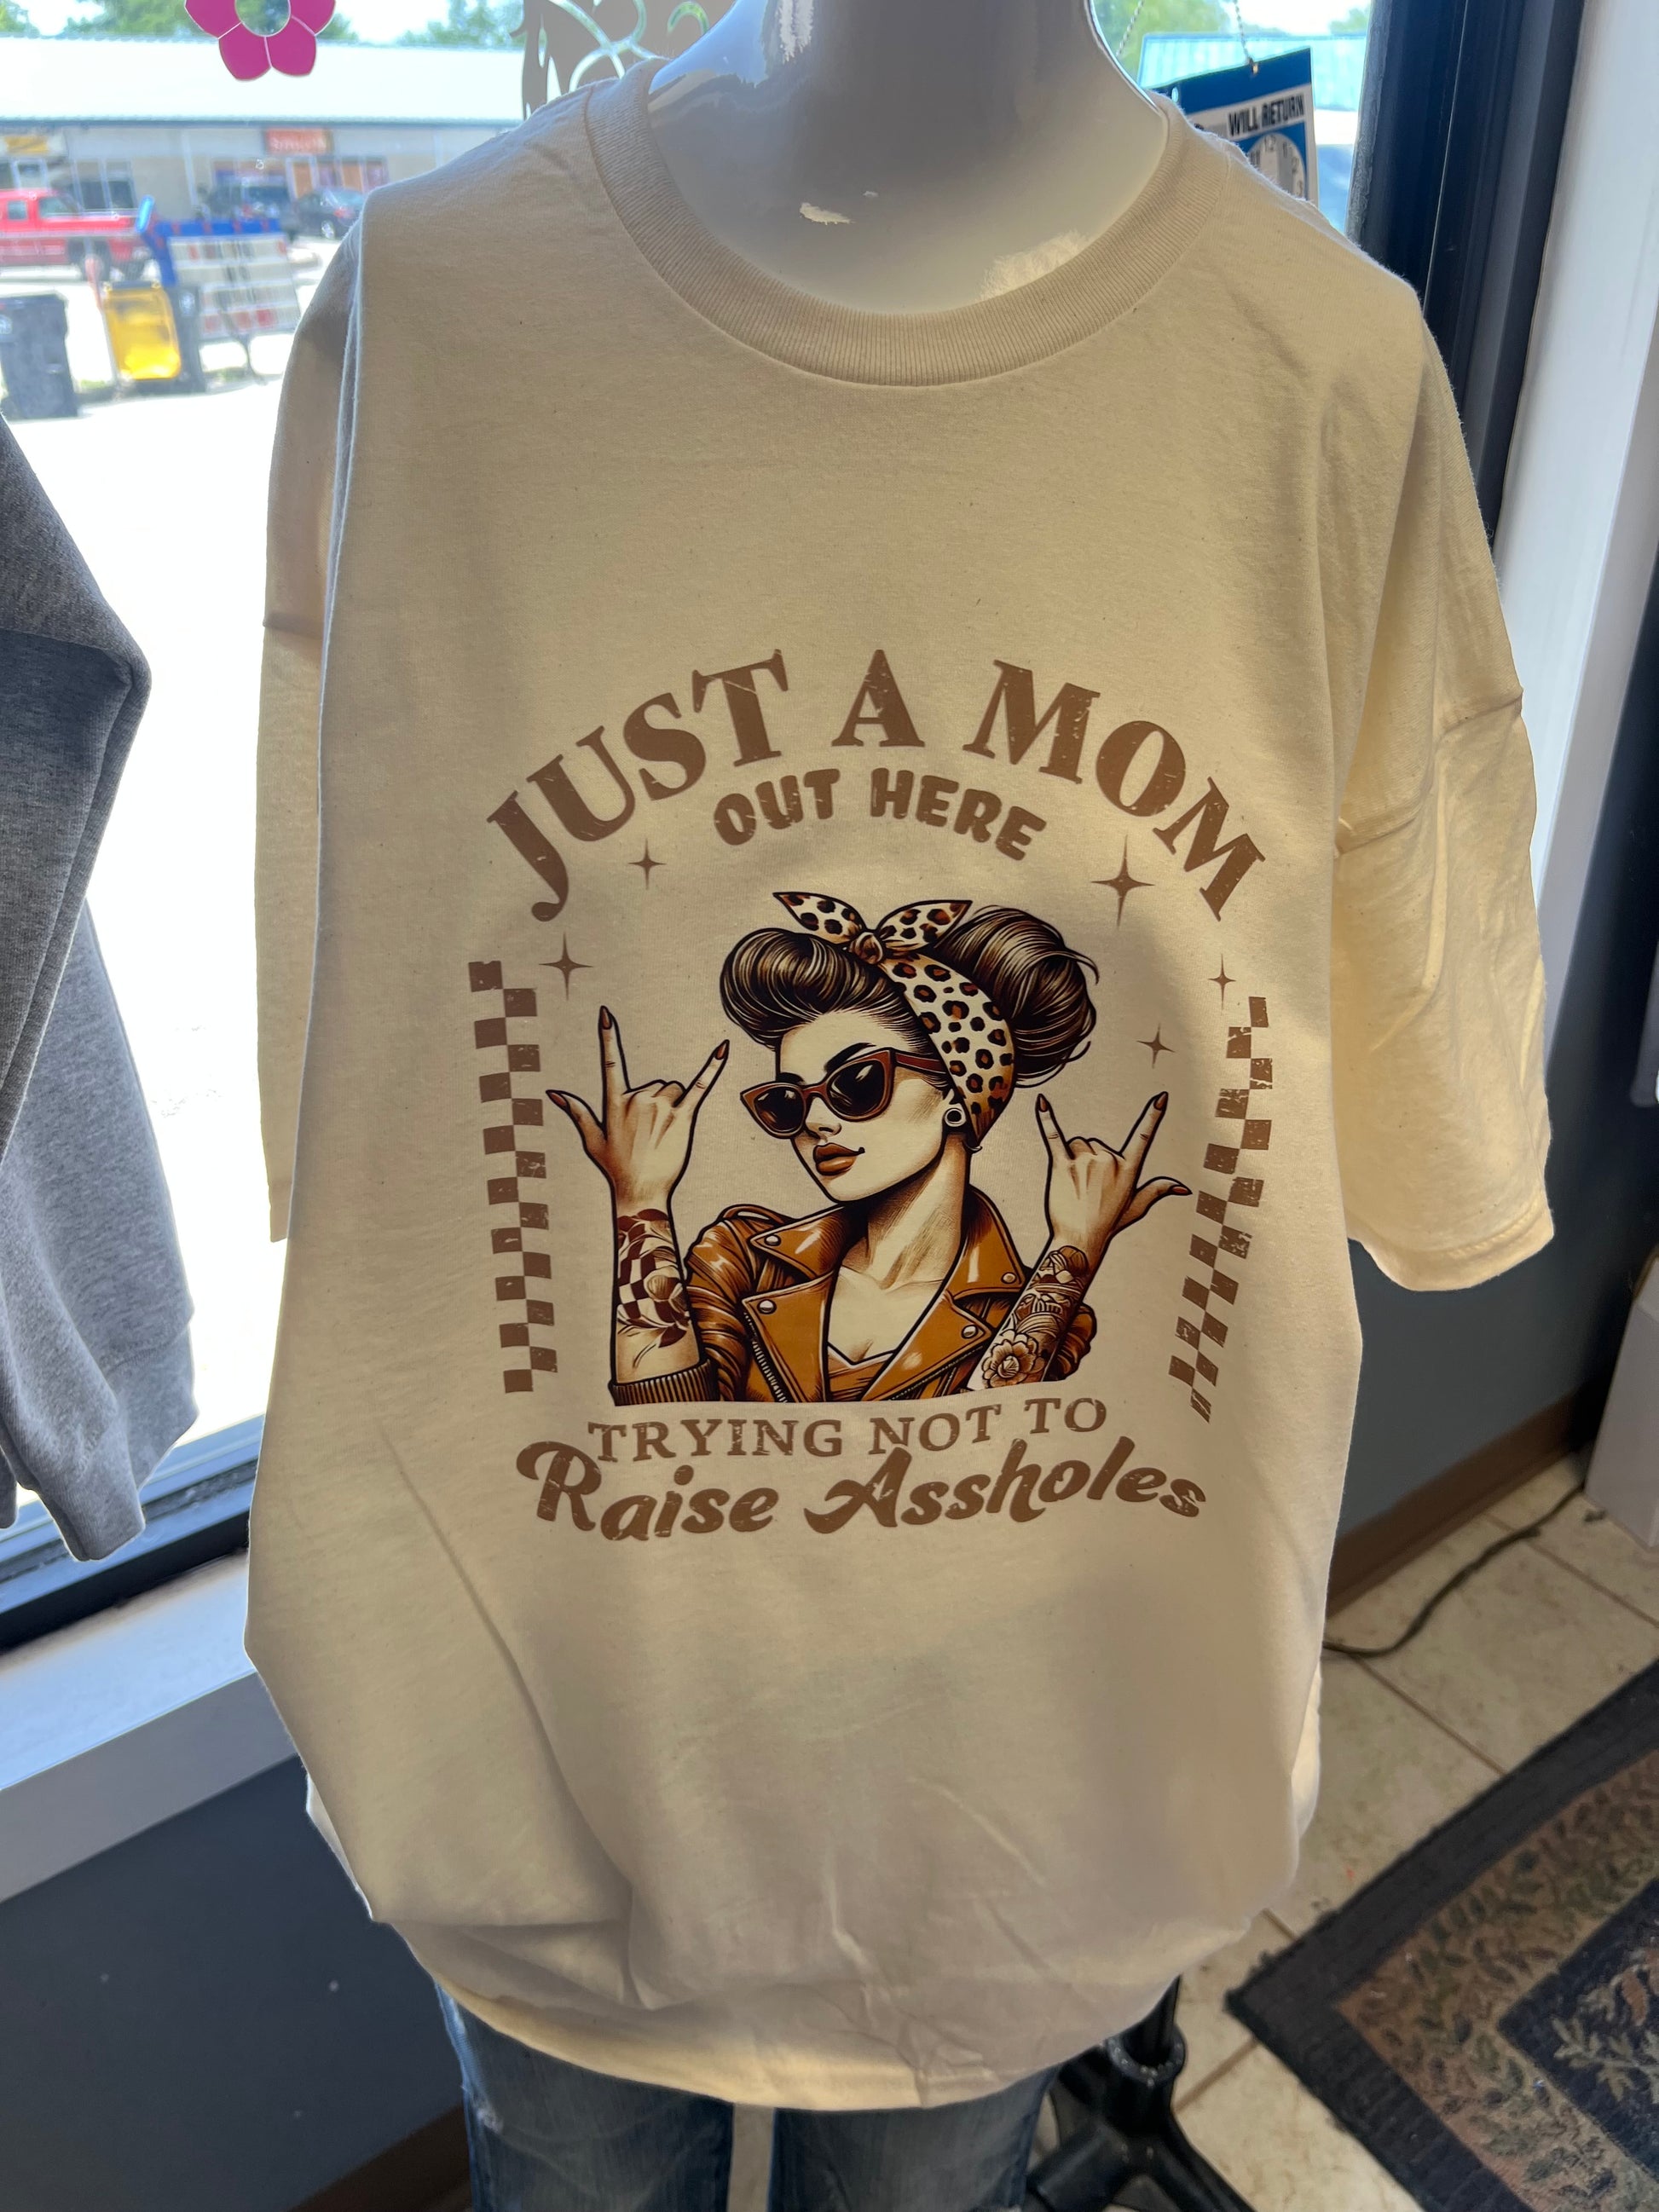 WILL RETURN
JUST A MOM
OUT HERE
TRYING NOT TO
Raise Assholes